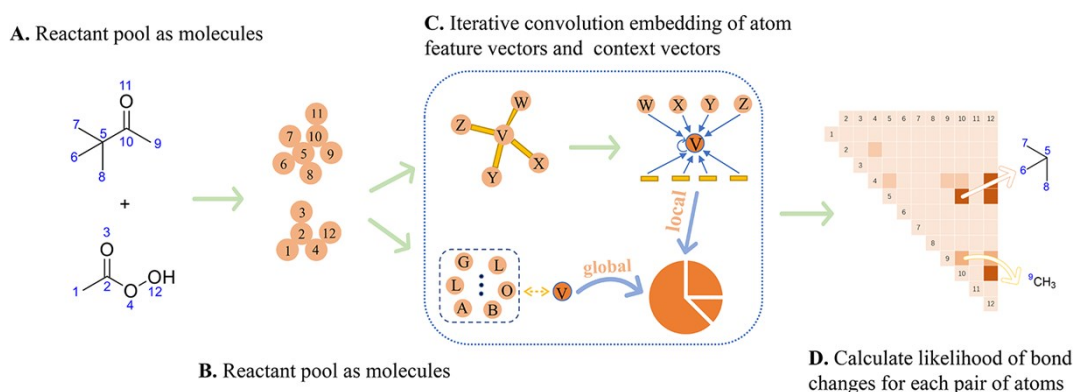 A. Reactant pool as molecules
11
O
7
5
10
9
6
8
+
3
O
1
2
O
4
OH
12
11
7
10
5
9
6
8
3
2
12
1
4
B. Reactant pool as molecules
C. Iterative convolution embedding of atom
feature vectors and context vectors
W
Z
V
X
Y
W X Y Z
V
local
G L
L O
A B
V
global
2 3 4 5 6 7 8 9 10 11 12
1
2
3
4
5
6
7
8
9
10
11
12
7
5
6
8
9CH3
D. Calculate likelihood of bond
changes for each pair of atoms